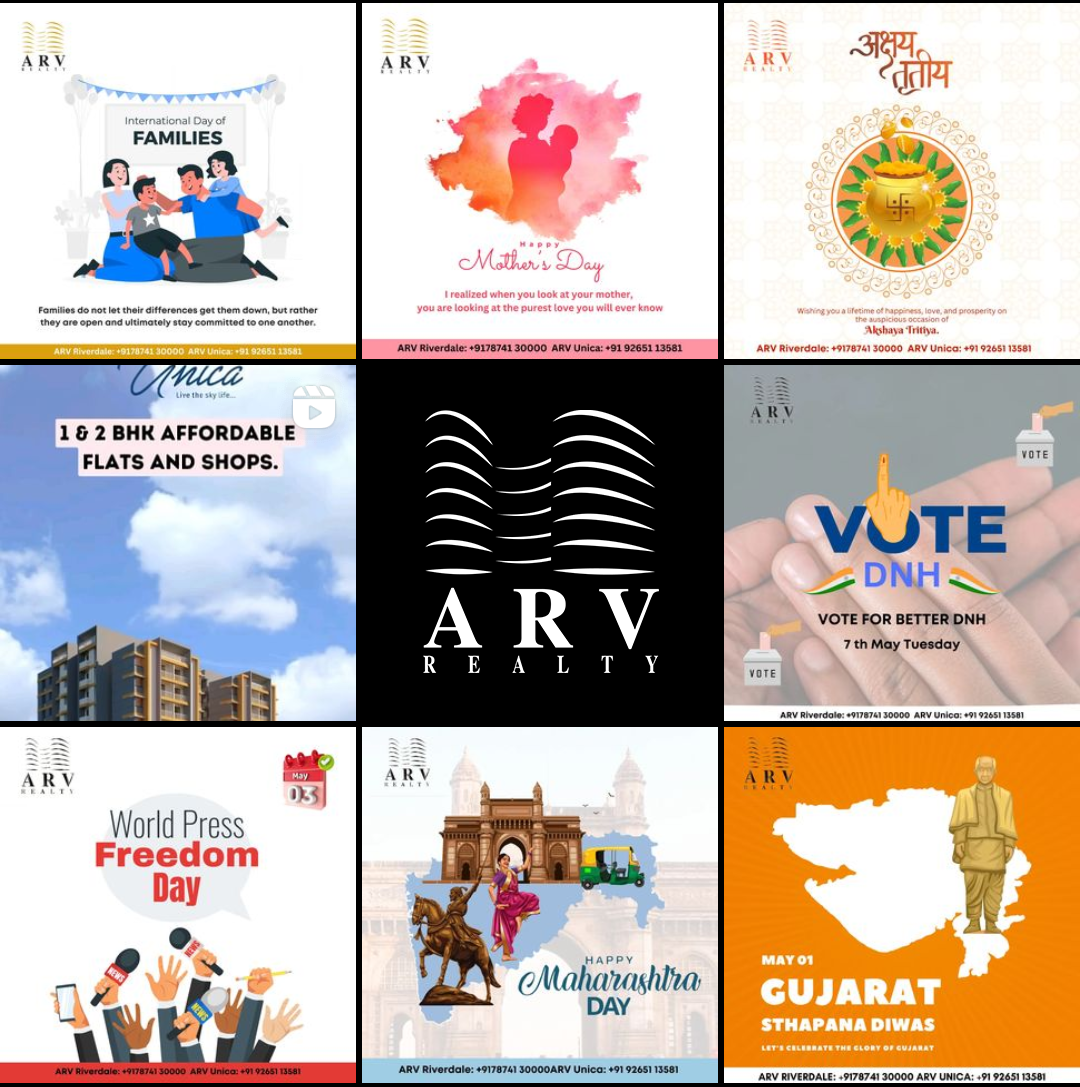 ARV
REALTY
International Day of
FAMILIES
Families do not let their differences get them down, but rather
they are open and ultimately stay committed to one another.
ARV Riverdale: +9178741 30000 ARV Unica: +91 92651 13581
ARV
REALTY
Happy
Mother's Day
I realized when you look at your mother,
you are looking at the purest love you will ever know
ARV Riverdale: +9178741 30000 ARV Unica: +91 92651 13581
ARV
REALTY
अक्षय
तृतीय
Wishing you a lifetime of happiness, love, and prosperity on
the auspicious occasion of
Akshaya Tritiya.
ARV Riverdale: +9178741 30000 ARV Unica: +91 92651 13581
Unica
Live the sky life...
1 & 2 BHK AFFORDABLE
FLATS AND SHOPS.
ARV
REALTY
ARV
REALTY
VOTE
VOTE
DNH
VOTE FOR BETTER DNH
7 th May Tuesday
VOTE
ARV Riverdale: +9178741 30000 ARV Unica: +91 92651 13581
ARV
REALTY
May
03
World Press
Freedom
Day
NEWS
NEWS
NEWS
ARV Riverdale: +9178741 30000 ARV Unica: +91 92651 13581
ARV
REALTY
HAPPY
Maharashtra
DAY
ARV Riverdale: +9178741 30000ARV Unica: +91 92651 13581
ARV
REALTY
MAY 01
GUJARAT
STHAPANA DIWAS
LET'S CELEBRATE THE GLORY OF GUJARAT
ARV RIVERDALE: +9178741 30000 ARV UNICA: +91 92651 13581